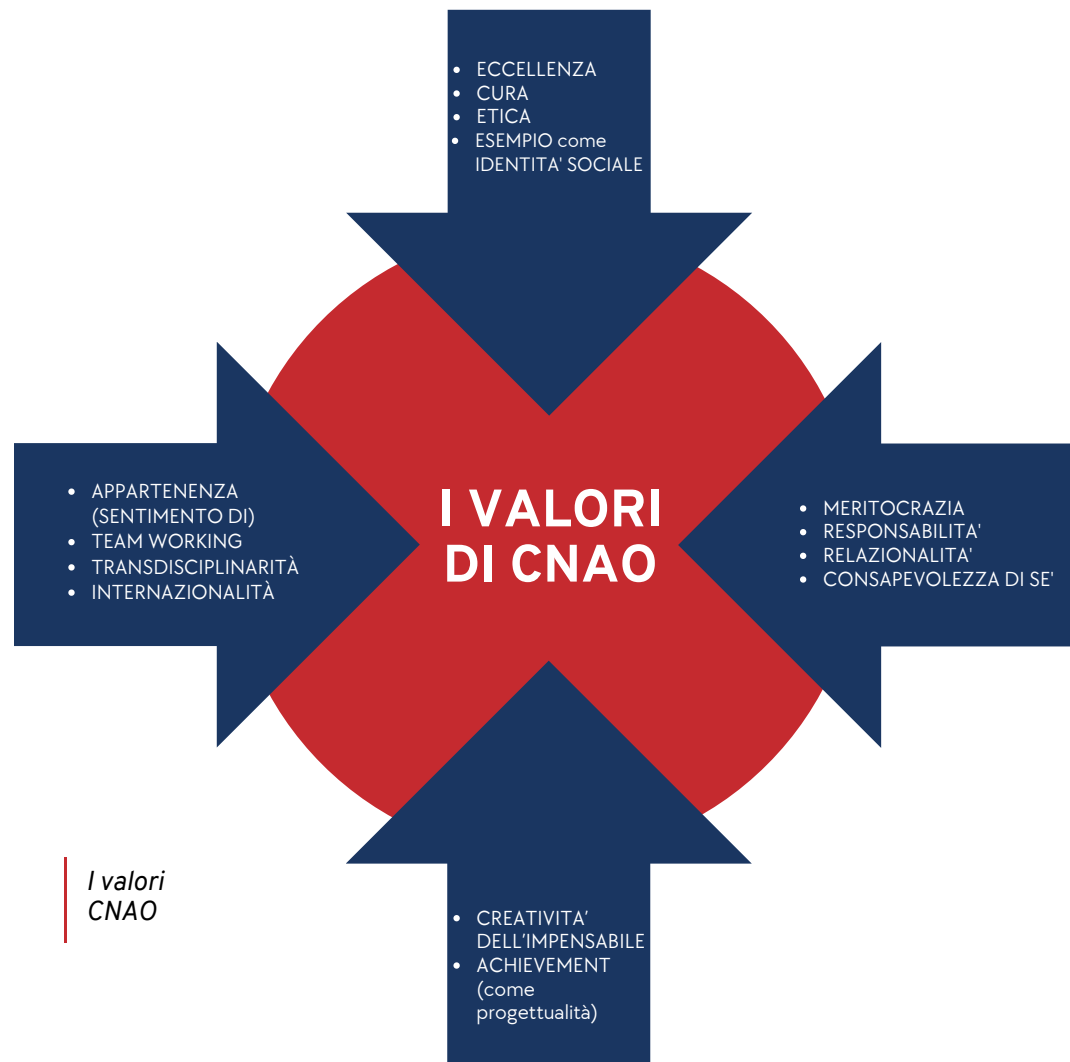 • ECCELLENZA
• CURA
• ETICA
• ESEMPIO come
IDENTITA' SOCIALE
• APPARTENENZA
(SENTIMENTO DI)
• TEAM WORKING
• TRANSDISCIPLINARITÀ
• INTERNAZIONALITÀ
I VALORI
DI CNAO
• MERITOCRAZIA
• RESPONSABILITA'
• RELAZIONALITA'
• CONSAPEVOLEZZA DI SE'
I valori
CNAO
• CREATIVITA'
DELL'IMPENSABILE
• ACHIEVEMENT
(come
progettualità)